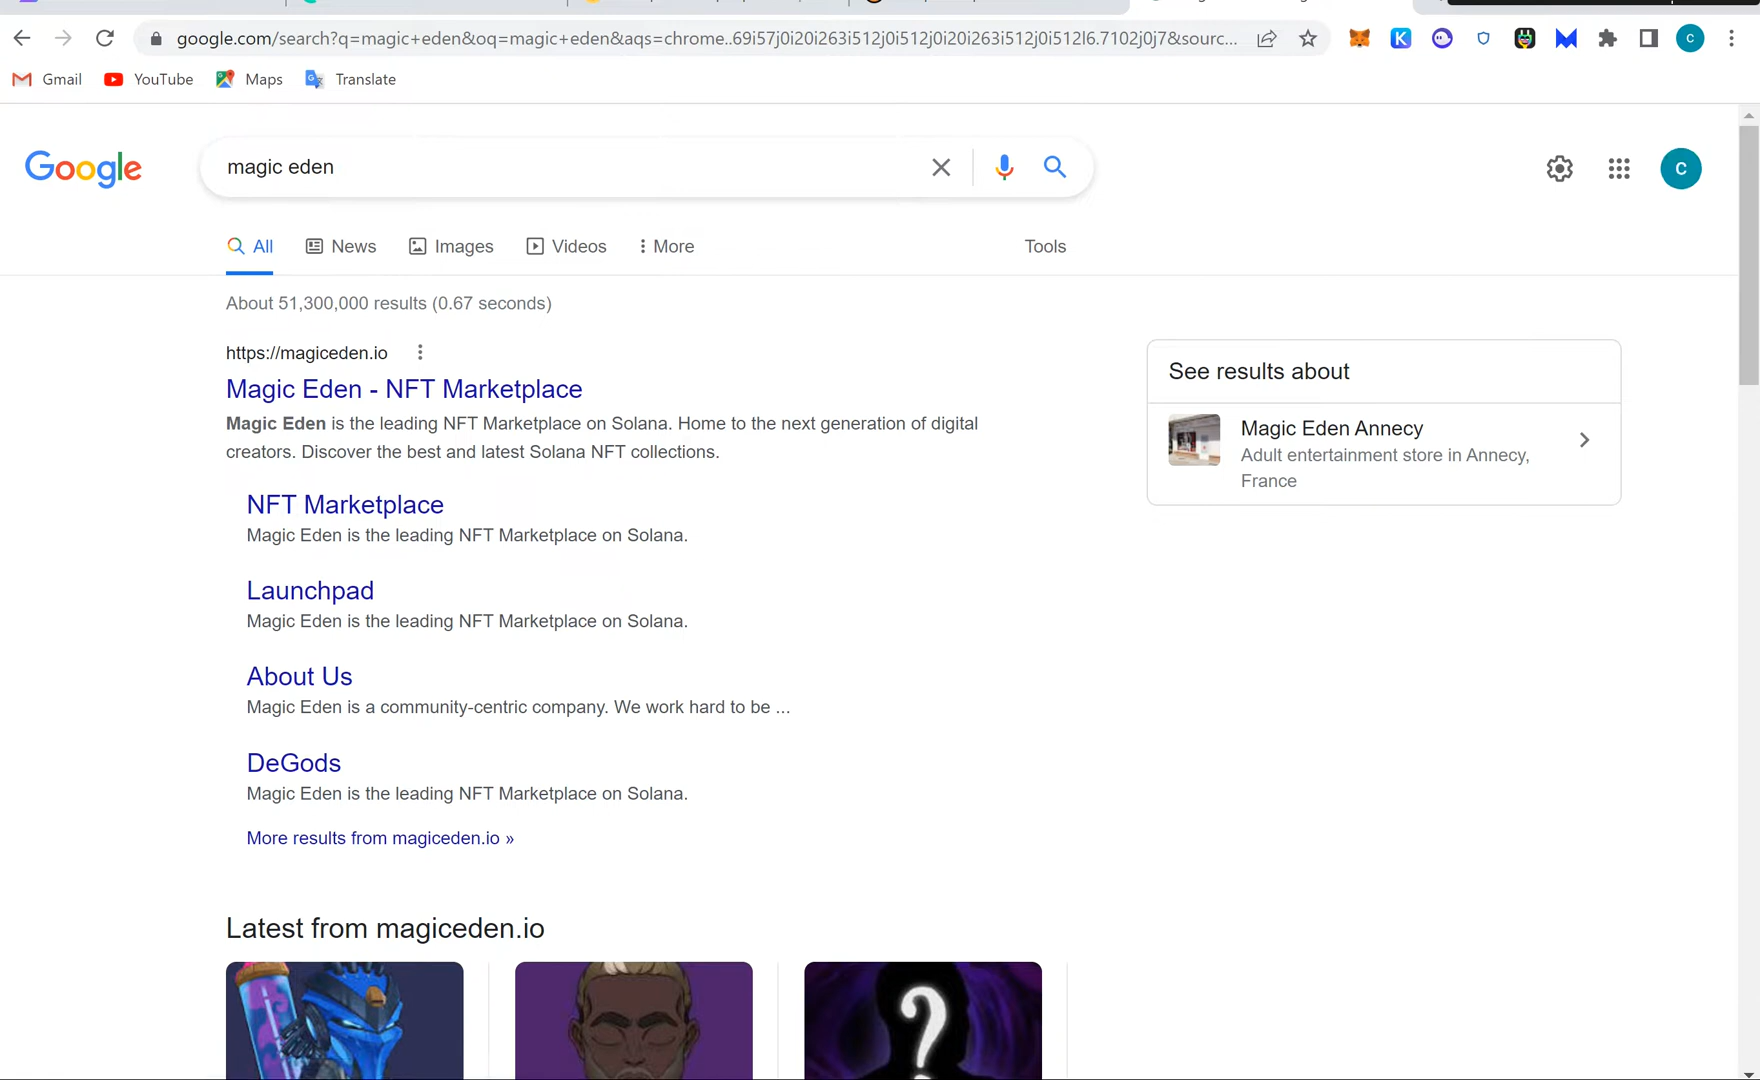 google.com/search?q=magic+eden&oq=magic+eden&aqs=chrome..69i57j0i20i263i512j0i512j0i20i263i512j0i512l6.7102j0j7&sourc...
C
Gmail
YouTube
Maps
Translate
Google
magic eden
C
All
News
Images
Videos
More
Tools
About 51,300,000 results (0.67 seconds)
https://magiceden.io
Magic Eden - NFT Marketplace
Magic Eden is the leading NFT Marketplace on Solana. Home to the next generation of digital
creators. Discover the best and latest Solana NFT collections.
See results about
Magic Eden Annecy
Adult entertainment store in Annecy,
France
NFT Marketplace
Magic Eden is the leading NFT Marketplace on Solana.
Launchpad
Magic Eden is the leading NFT Marketplace on Solana.
About Us
Magic Eden is a community-centric company. We work hard to be ...
DeGods
Magic Eden is the leading NFT Marketplace on Solana.
More results from magiceden.io »
Latest from magiceden.io
?